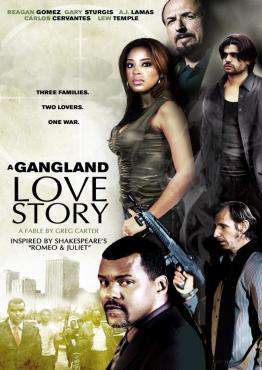 REAGAN GOMEZ  GARY STURGIS  A.J. LAMAS
CARLOS CERVANTES  LEW TEMPLE
THREE FAMILIES.
TWO LOVERS.
ONE WAR.
A GANGLAND
LOVE
STORY
A FABLE BY GREG CARTER
INSPIRED BY SHAKESPEARE'S
"ROMEO & JULIET"